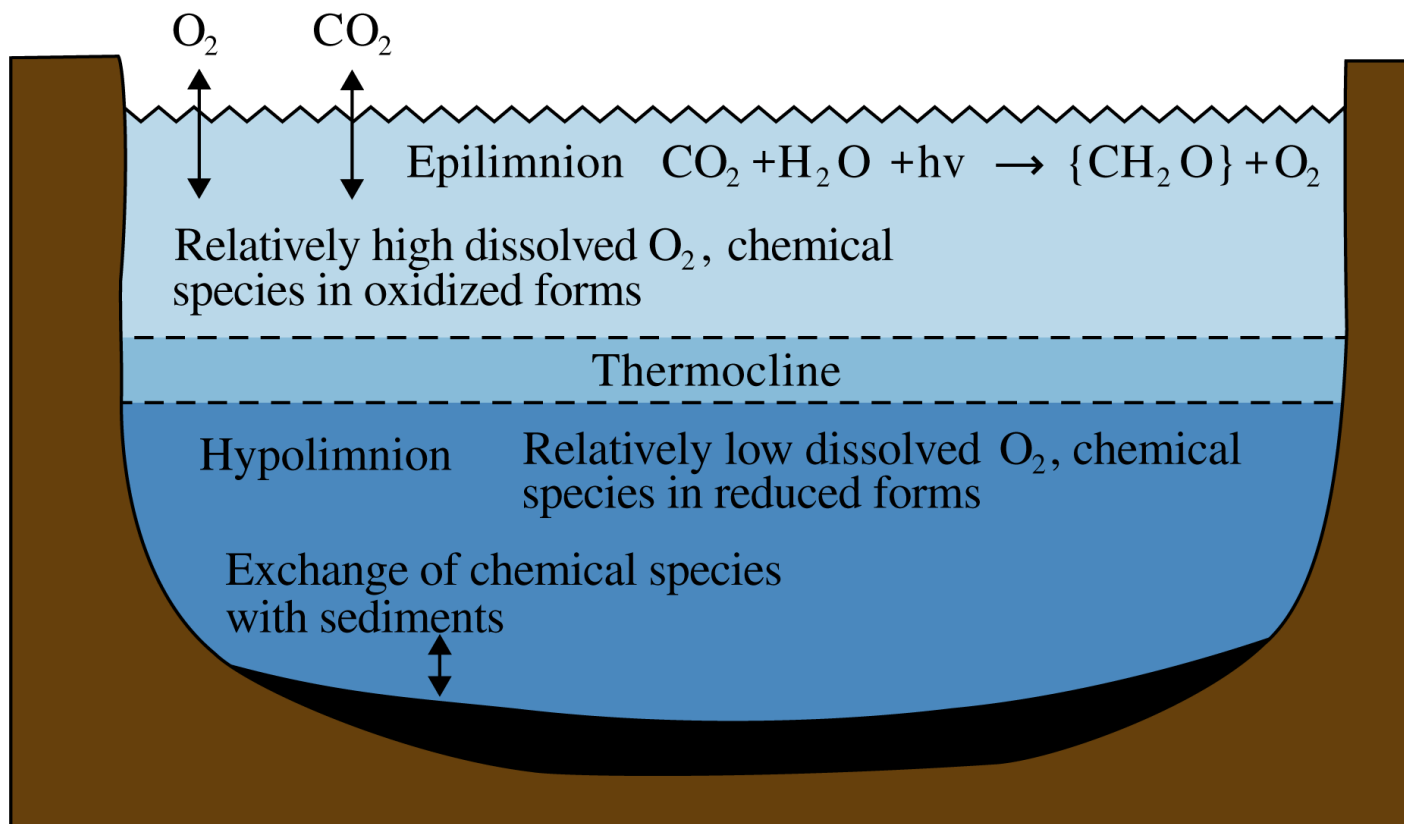 O₂ CO₂
Epilimnion CO₂ +H₂O +hv → {CH₂O} + O₂
Relatively high dissolved O₂, chemical
species in oxidized forms
Thermocline
Hypolimnion
Relatively low dissolved O₂, chemical
species in reduced forms
Exchange of chemical species
with sediments